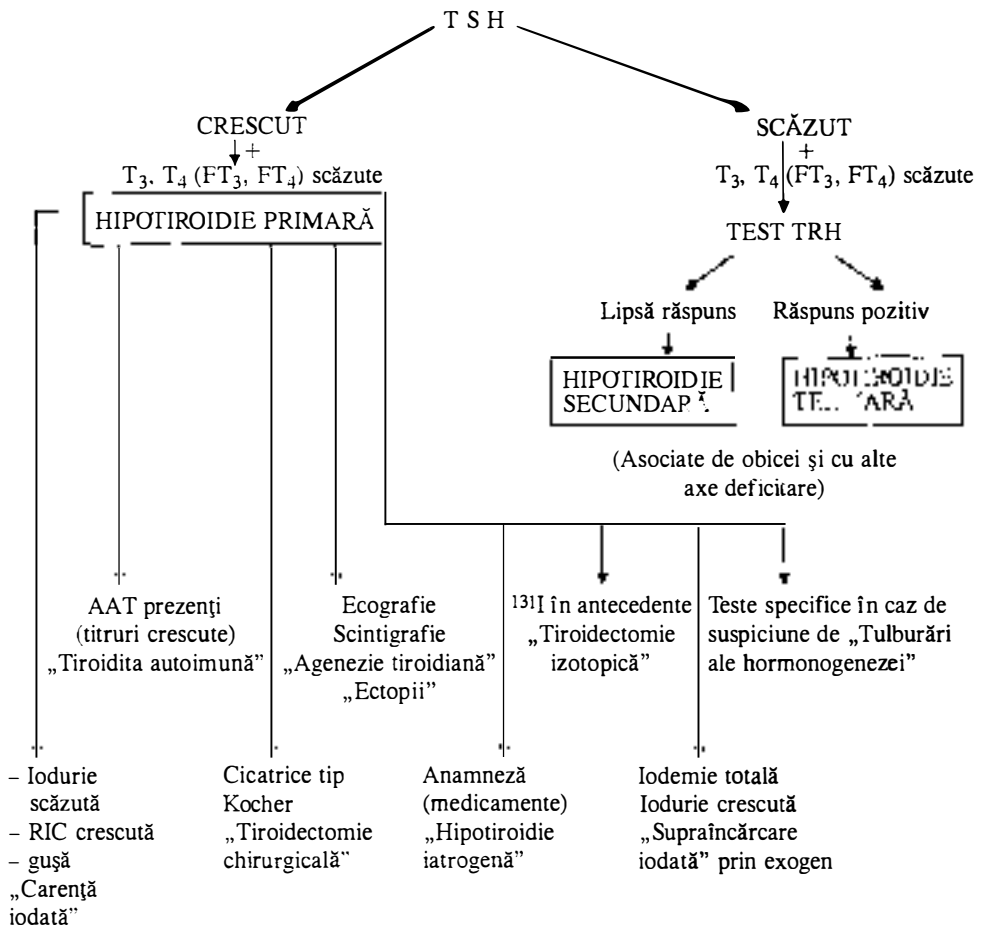 T S H
CRESCUT
+
T₃, T₄ (FT₃, FT₄) scăzute
HIPOTIROIDIE PRIMARĂ
SCĂZUT
+
T₃, T₄ (FT₃, FT₄) scăzute
TEST TRH
Lipsă răspuns
Răspuns pozitiv
HIPOTIROIDIE
SECUNDARĂ
HIPOTIROIDIE
(Asociate de obicei şi cu alte
axe deficitare)
AAT prezenţi
(titruri crescute)
„Tiroidita autoimună”
Ecografie
Scintigrafie
„Agenezie tiroidiană”
„Ectopii”
¹³¹I în antecedente
„Tiroidectomie
izotopică”
Teste specifice în caz de
suspiciune de „Tulburări
ale hormonogenezei”
– Iodurie
scăzută
– RIC crescută
– guşă
„Carenţă
iodată”
Cicatrice tip
Kocher
„Tiroidectomie
chirurgicală”
Anamneză
(medicamente)
„Hipotiroidie
iatrogenă”
Iodemie totală
Iodurie crescută
„Supraîncărcare
iodată” prin exogen